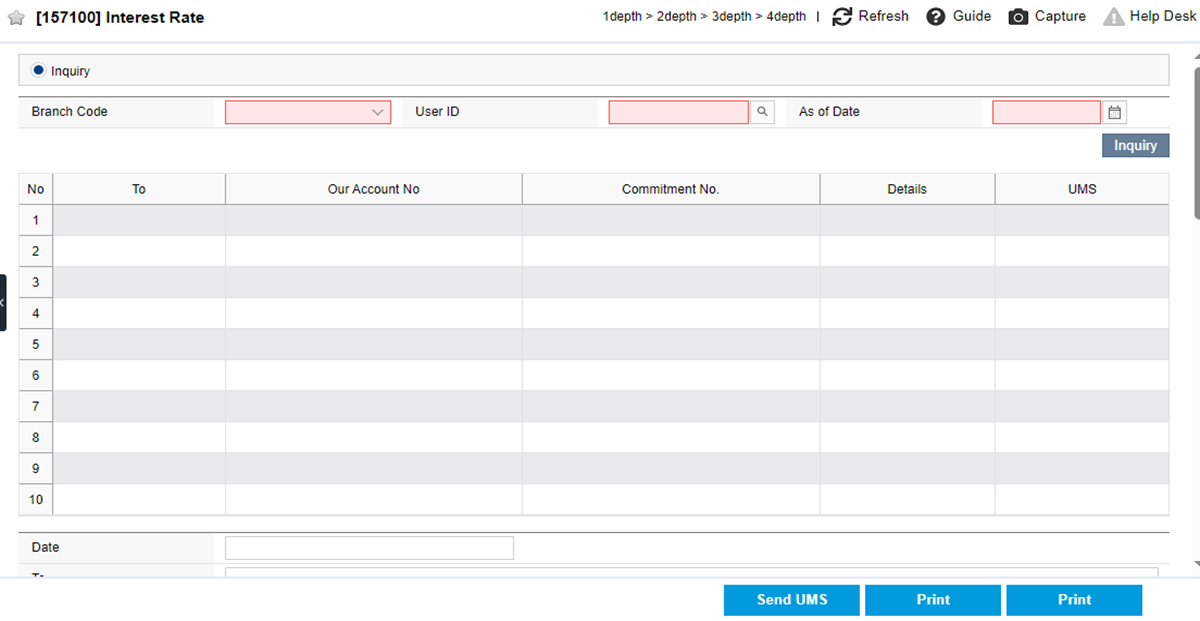 [157100] Interest Rate
1depth > 2depth > 3depth > 4depth | Refresh Guide Capture Help Desk
Inquiry
Branch Code User ID As of Date
Inquiry
No To Our Account No Commitment No. Details UMS
1
2
3
4
5
6
7
8
9
10
Date
Send UMS Print Print